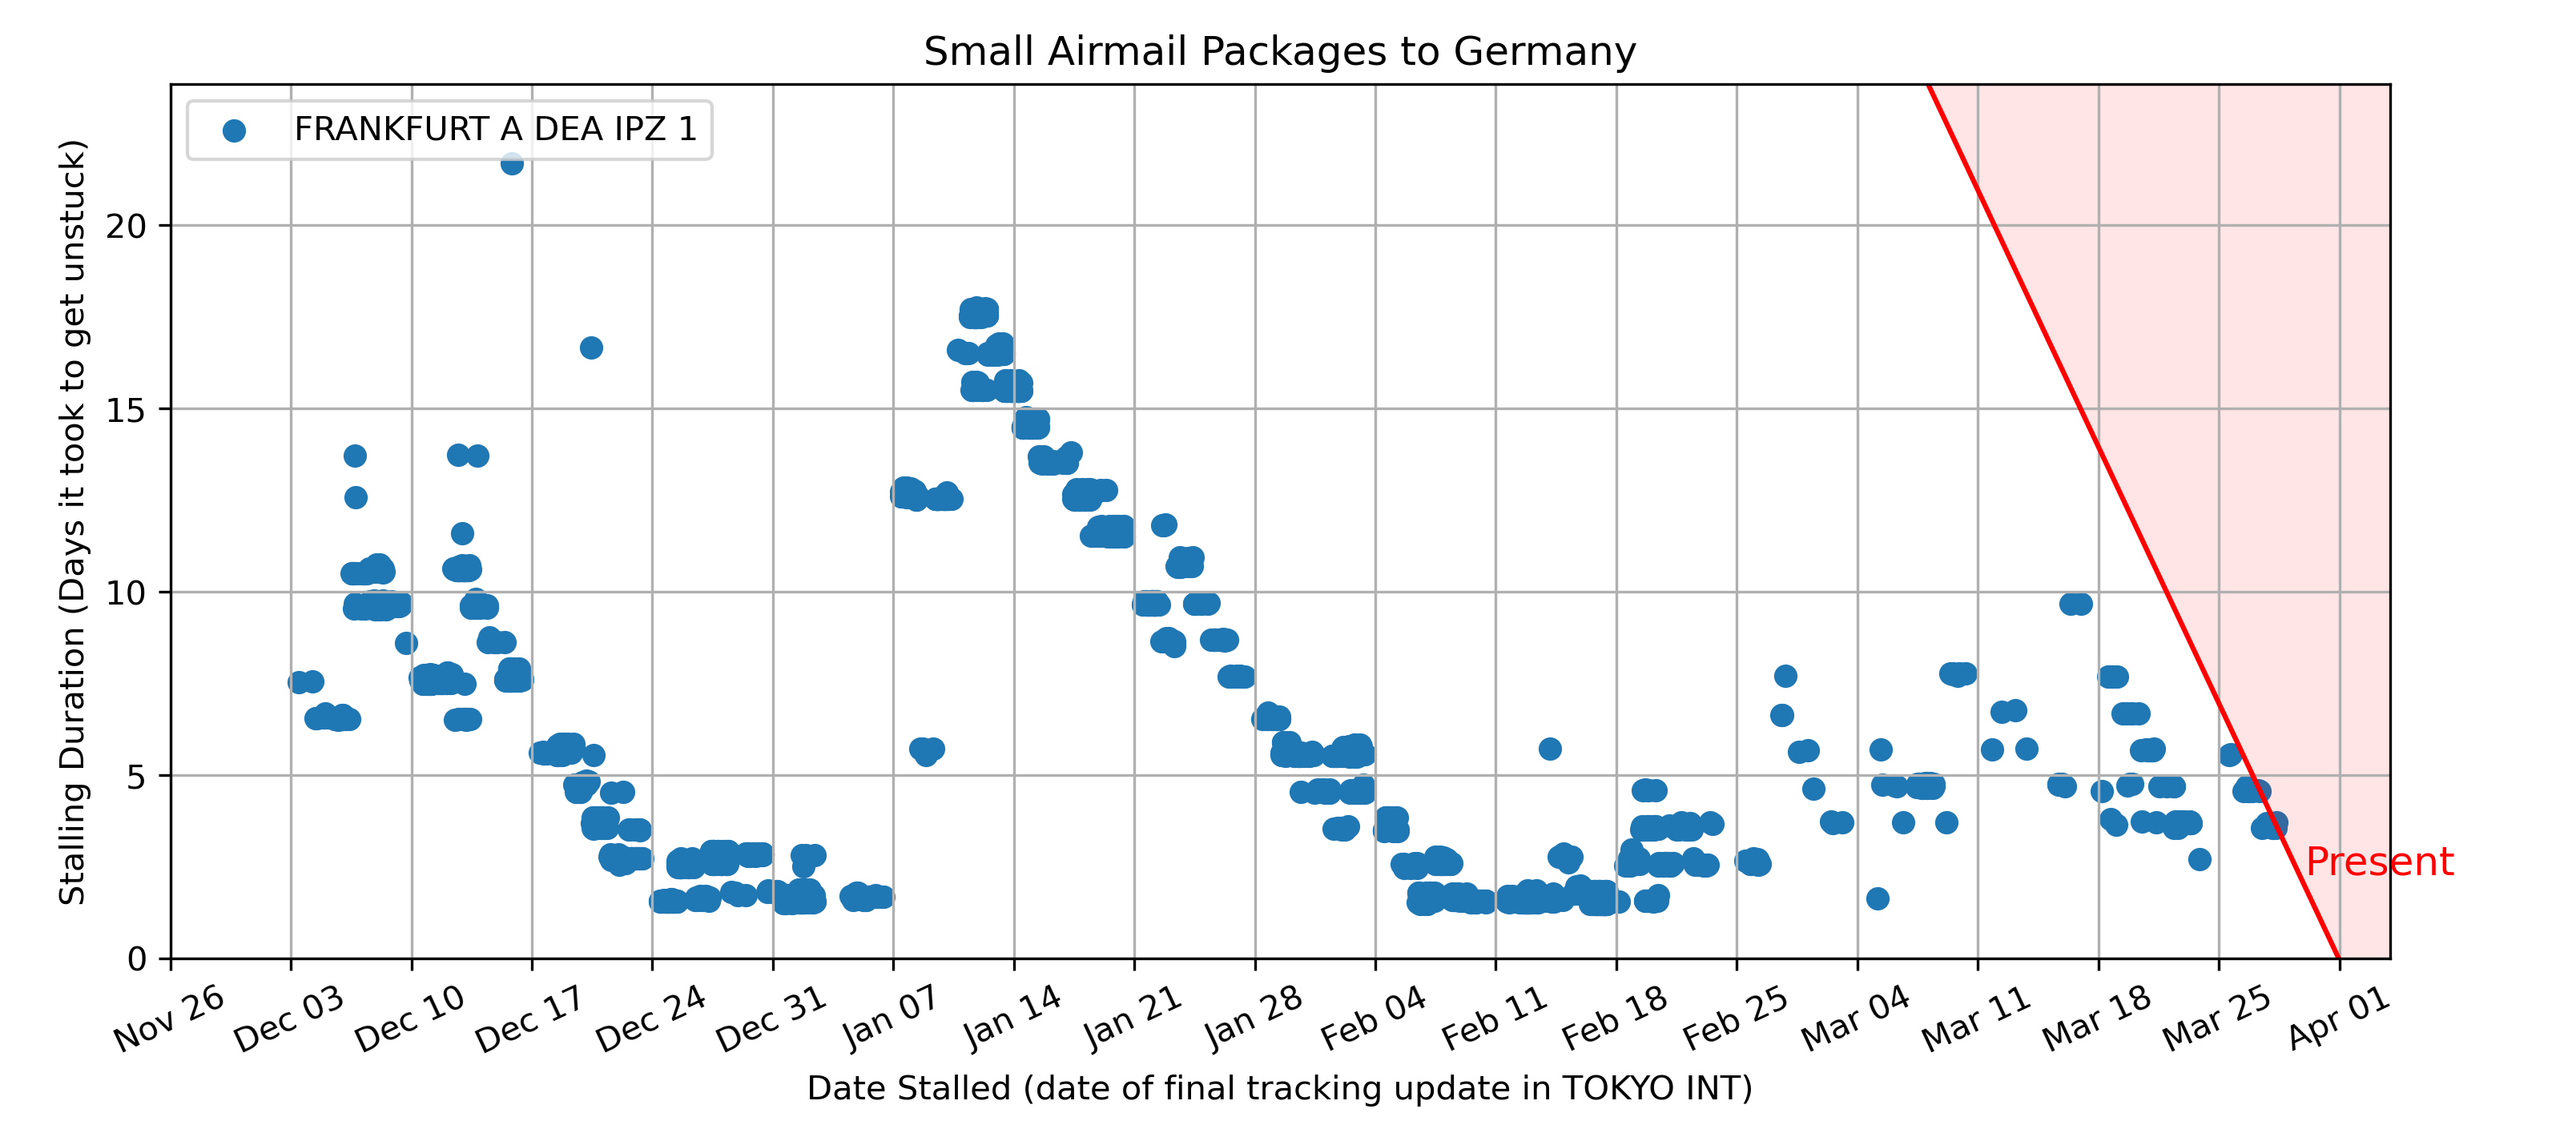 Small Airmail Packages to Germany
FRANKFURT A DEA IPZ 1
Stalling Duration (Days it took to get unstuck)
20
15
10
5
0
Present
Nov 26
Dec 03
Dec 10
Dec 17
Dec 24
Dec 31
Jan 07
Jan 14
Jan 21
Jan 28
Feb 04
Feb 11
Feb 18
Feb 25
Mar 04
Mar 11
Mar 18
Mar 25
Apr 01
Date Stalled (date of final tracking update in TOKYO INT)